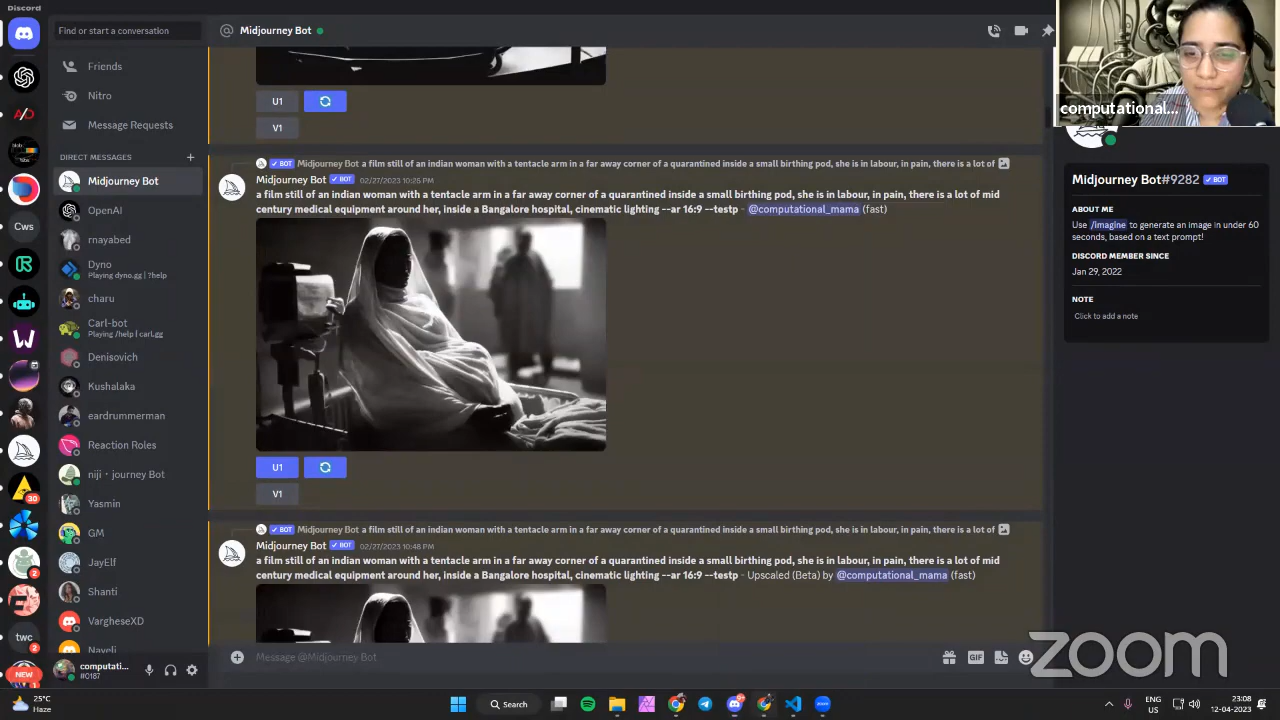 Discord
Find or start a conversation
Midjourney Bot
Friends
Nitro
Message Requests
DIRECT MESSAGES
Midjourney Bot
OpenAI
rnayabed
Dyno
Playing dyno.gg | ?help
charu
Carl-bot
Playing /help | carl.gg
Denisovich
Kushalaka
eardrummerman
Reaction Roles
niji・journey Bot
Yasmin
GM
JayElf
Shanti
VargheseXD
Naveli
computati...
#0187
Cws
30
2
2
twc
2
NEW
U1
V1
BOT Midjourney Bot a film still of an indian woman with a tentacle arm in a far away corner of a quarantined inside a small birthing pod, she is in labour, in pain, there is a lot of
Midjourney Bot BOT 02/27/2023 10:25 PM
a film still of an indian woman with a tentacle arm in a far away corner of a quarantined inside a small birthing pod, she is in labour, in pain, there is a lot of mid
century medical equipment around her, inside a Bangalore hospital, cinematic lighting --ar 16:9 --testp - @computational_mama (fast)
U1
V1
BOT Midjourney Bot a film still of an indian woman with a tentacle arm in a far away corner of a quarantined inside a small birthing pod, she is in labour, in pain, there is a lot of
Midjourney Bot BOT 02/27/2023 10:48 PM
a film still of an indian woman with a tentacle arm in a far away corner of a quarantined inside a small birthing pod, she is in labour, in pain, there is a lot of mid
century medical equipment around her, inside a Bangalore hospital, cinematic lighting --ar 16:9 --testp - Upscaled (Beta) by @computational_mama (fast)
Message @Midjourney Bot
GIF
computational...
Midjourney Bot#9282 BOT
ABOUT ME
Use /imagine to generate an image in under 60
seconds, based on a text prompt!
DISCORD MEMBER SINCE
Jan 29, 2022
NOTE
Click to add a note
zoom
25°C
Haze
Search
ENG
US
23:08
12-04-2023